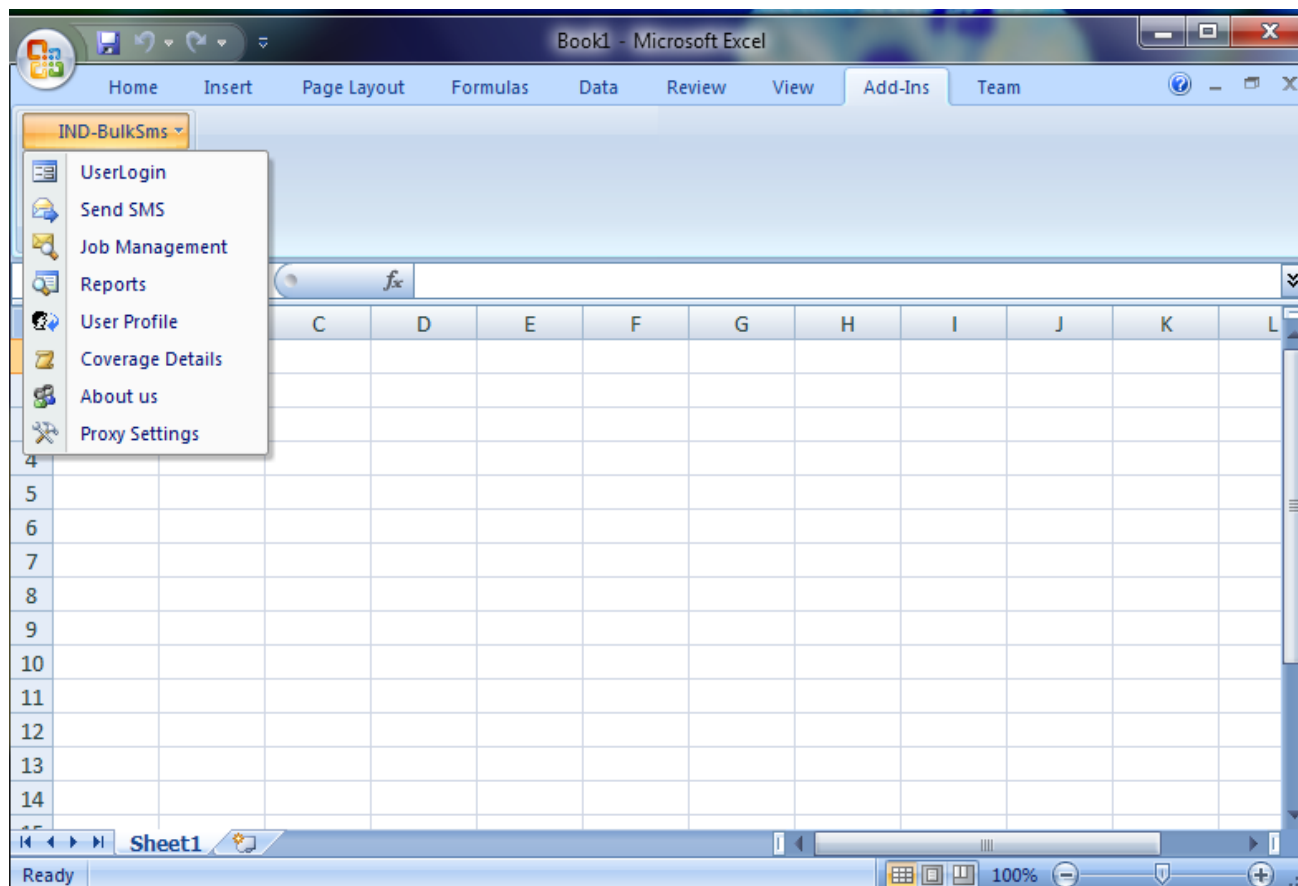 Book1 - Microsoft Excel
Home Insert Page Layout Formulas Data Review View Add-Ins Team
IND-BulkSms
UserLogin
Send SMS
Job Management
Reports
User Profile
Coverage Details
About us
Proxy Settings
fx
C D E F G H I J K L
4
5
6
7
8
9
10
11
12
13
14
Sheet1
Ready 100%